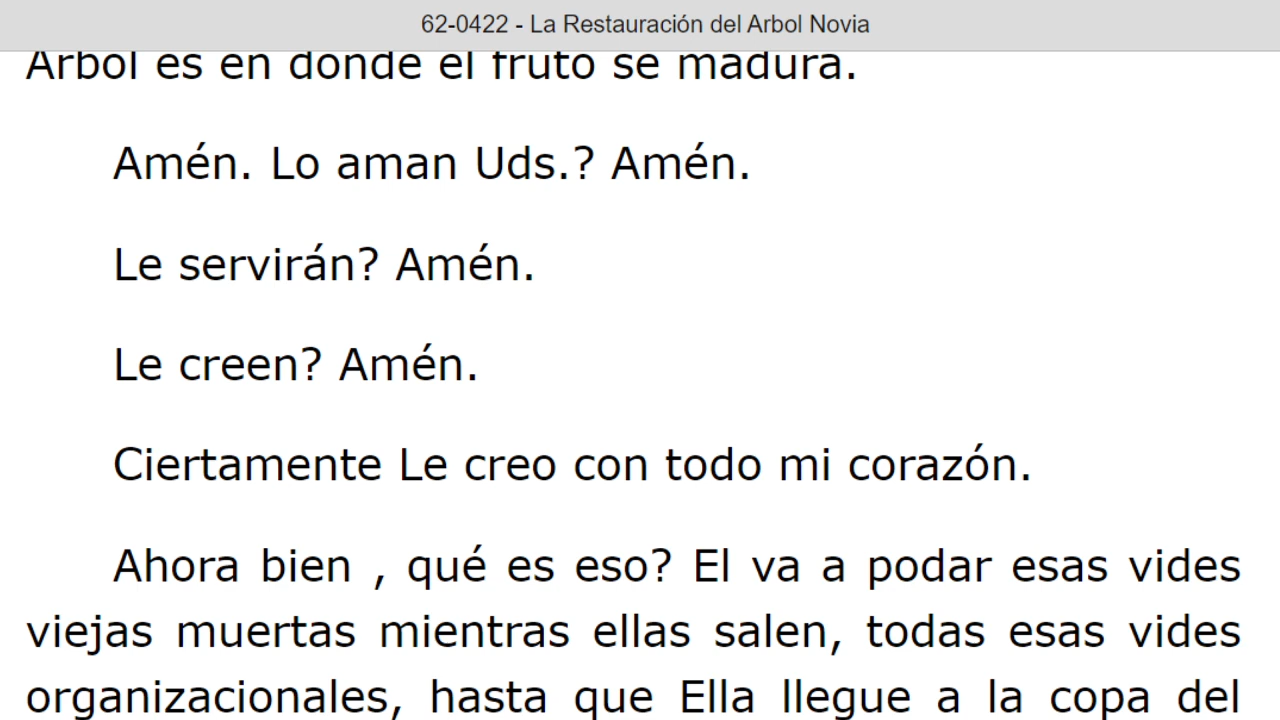 62-0422 - La Restauración del Arbol Novia
Arbol es en donde el fruto se madura.
Amén. Lo aman Uds.? Amén.
Le servirán? Amén.
Le creen? Amén.
Ciertamente Le creo con todo mi corazón.
Ahora bien , qué es eso? El va a podar esas vides
viejas muertas mientras ellas salen, todas esas vides
organizacionales, hasta que Ella llegue a la copa del